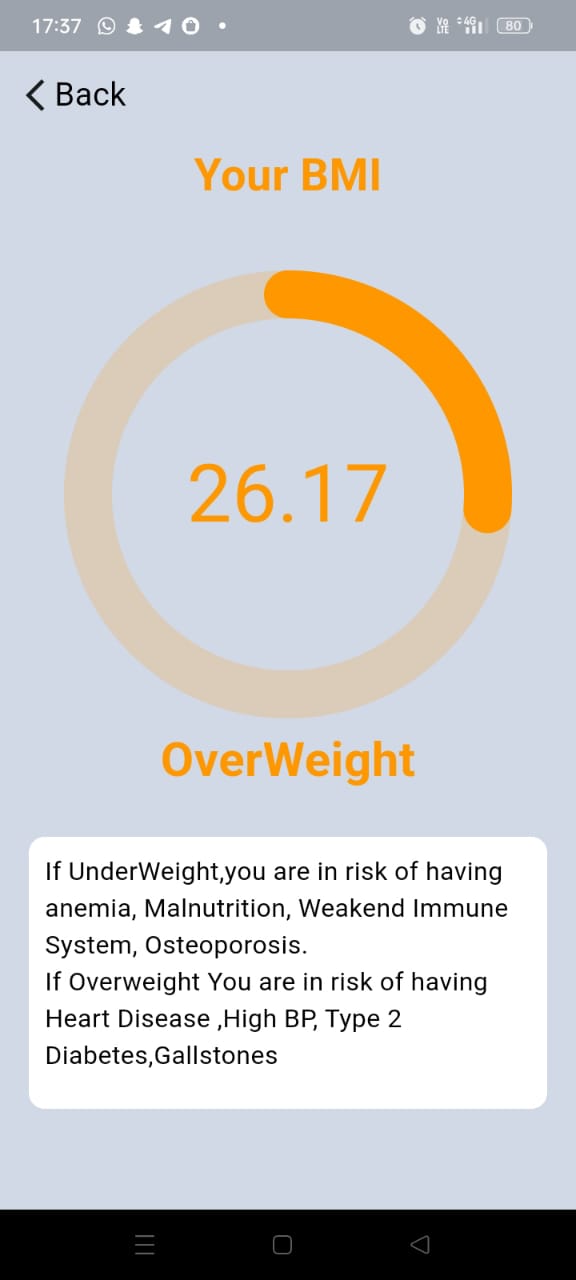 17:37
Vo
LTE
4G
80
Back
Your BMI
26.17
OverWeight
If UnderWeight,you are in risk of having
anemia, Malnutrition, Weakend Immune
System, Osteoporosis.
If Overweight You are in risk of having
Heart Disease ,High BP, Type 2
Diabetes,Gallstones